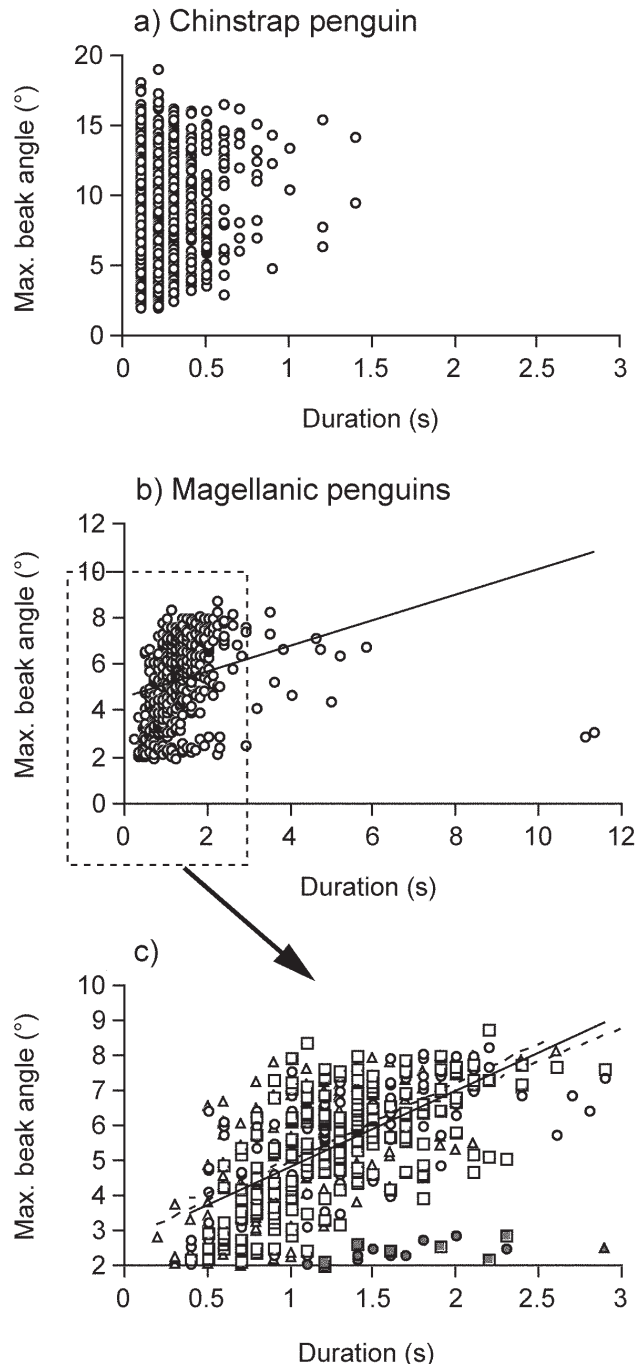 a) Chinstrap penguin
20
15
10
5
0
Max. beak angle (°)
0 0.5 1 1.5 2 2.5 3
Duration (s)
b) Magellanic penguins
12
10
8
6
4
2
0
Max. beak angle (°)
0 2 4 6 8 10 12
Duration (s)
c)
10
9
8
7
6
5
4
3
2
Max. beak angle (°)
0 0.5 1 1.5 2 2.5 3
Duration (s)